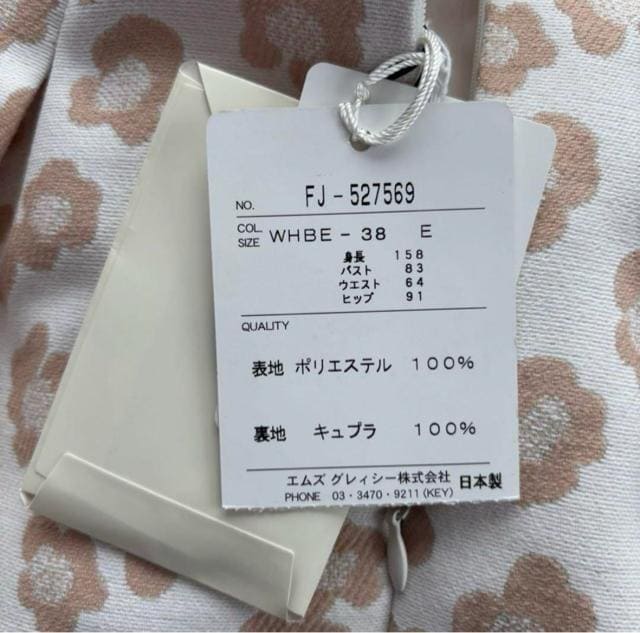 NO. FJ-527569
COL.
SIZE WHBE-38 E
身長 158
バスト 83
ウエスト 64
ヒップ 91
QUALITY
表地 ポリエステル 100%
裏地 キュプラ 100%
エムズ グレィシー株式会社 日本製
PHONE 03・3470・9211(KEY)